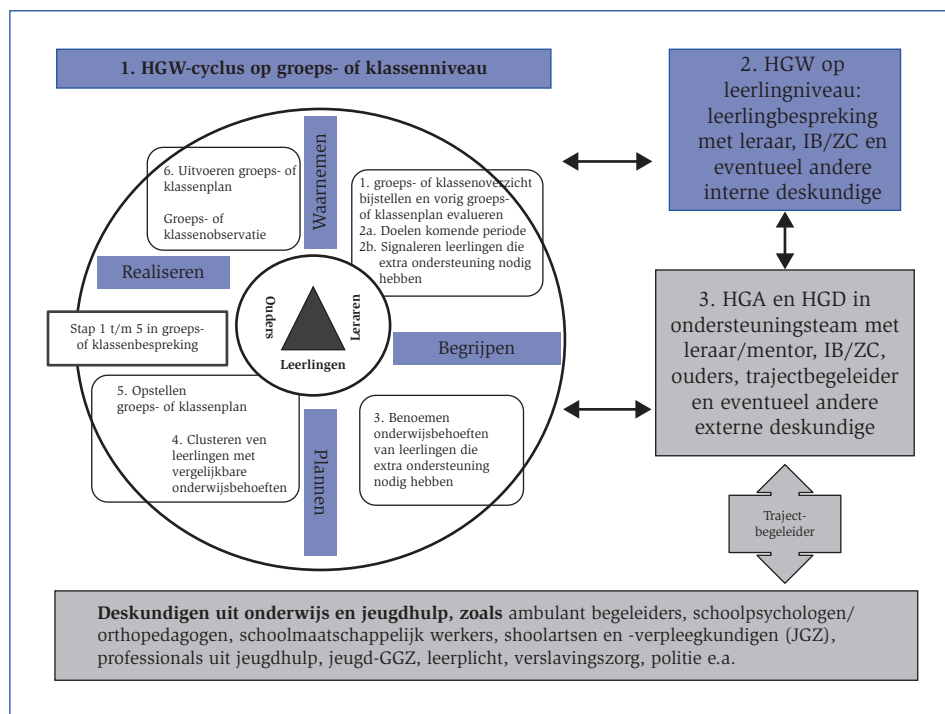 1. HGW-cyclus op groeps- of klassenniveau
Waarnemen
6. Uitvoeren groeps- of
klassenplan
Groeps- of
klassenobservatie
1. groeps- of klassenoverzicht
bijstellen en vorig groeps-
of klassenplan evalueren
2a. Doelen komende periode
2b. Signaleren leerlingen die
extra ondersteuning nodig
hebben
Realiseren
Ouders
Leraren
Leerlingen
Stap 1 t/m 5 in groeps-
of klassenbespreking
Begrijpen
5. Opstellen
groeps- of klassenplan
4. Clusteren ven
leerlingen met
vergelijkbare
onderwijsbehoeften
Plannen
3. Benoemen
onderwijsbehoeften
van leerlingen die
extra ondersteuning
nodig hebben
2. HGW op
leerlingniveau:
leerlingbespreking
met leraar, IB/ZC en
eventueel andere
interne deskundige
3. HGA en HGD in
ondersteuningsteam met
leraar/mentor, IB/ZC,
ouders, trajectbegeleider
en eventueel andere
externe deskundige
Traject-
begeleider
Deskundigen uit onderwijs en jeugdhulp, zoals ambulant begeleiders, schoolpsychologen/
orthopedagogen, schoolmaatschappelijk werkers, shoolartsen en -verpleegkundigen (JGZ),
professionals uit jeugdhulp, jeugd-GGZ, leerplicht, verslavingszorg, politie e.a.